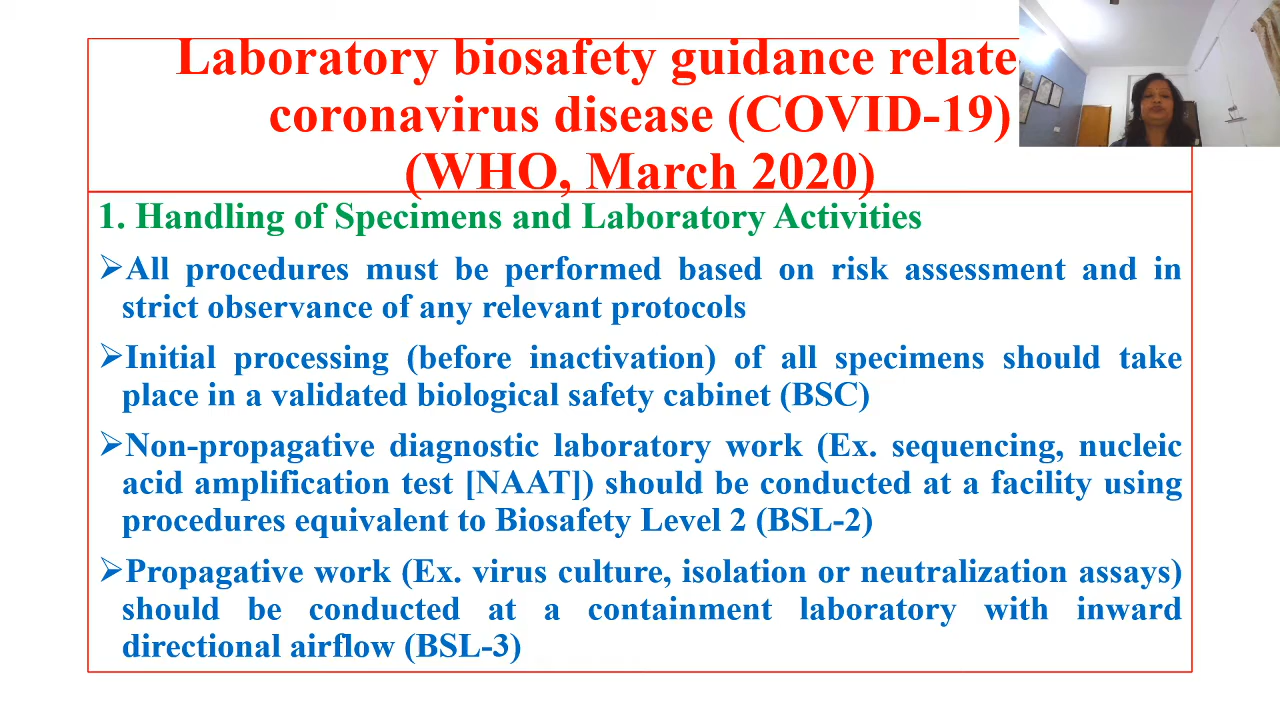 Laboratory biosafety guidance relate
coronavirus disease (COVID-19)
(WHO, March 2020)
1. Handling of Specimens and Laboratory Activities
➢All procedures must be performed based on risk assessment and in
strict observance of any relevant protocols
➢Initial processing (before inactivation) of all specimens should take
place in a validated biological safety cabinet (BSC)
➢Non-propagative diagnostic laboratory work (Ex. sequencing, nucleic
acid amplification test [NAAT]) should be conducted at a facility using
procedures equivalent to Biosafety Level 2 (BSL-2)
➢Propagative work (Ex. virus culture, isolation or neutralization assays)
should be conducted at a containment laboratory with inward
directional airflow (BSL-3)